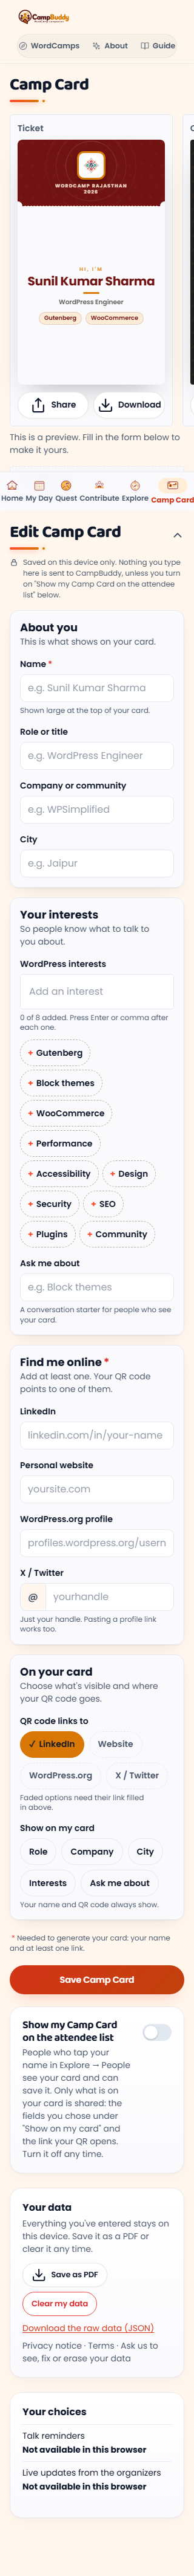 CampBuddy
WordCamps About Guide
Camp Card
Ticket
WORDCAMP RAJASTHAN
2026
HI, I'M
Sunil Kumar Sharma
WordPress Engineer
Gutenberg WooCommerce
Share Download
This is a preview. Fill in the form below to
make it yours.
Home My Day Quest Contribute Explore Camp Card
Edit Camp Card
Saved on this device only. Nothing you type
here is sent to CampBuddy, unless you turn
on "Show my Camp Card on the attendee
list" below.
About you
This is what shows on your card.
Name *
e.g. Sunil Kumar Sharma
Shown large at the top of your card.
Role or title
e.g. WordPress Engineer
Company or community
e.g. WPSimplified
City
e.g. Jaipur
Your interests
So people know what to talk to
you about.
WordPress interests
Add an interest
0 of 8 added. Press Enter or comma after
each one.
+ Gutenberg
+ Block themes
+ WooCommerce
+ Performance
+ Accessibility + Design
+ Security + SEO
+ Plugins + Community
Ask me about
e.g. Block themes
A conversation starter for people who see
your card.
Find me online *
Add at least one. Your QR code
points to one of them.
LinkedIn
linkedin.com/in/your-name
Personal website
yoursite.com
WordPress.org profile
profiles.wordpress.org/usern
X / Twitter
@ yourhandle
Just your handle. Pasting a profile link
works too.
On your card
Choose what's visible and where
your QR code goes.
QR code links to
✓ LinkedIn Website
WordPress.org X / Twitter
Faded options need their link filled
in above.
Show on my card
Role Company City
Interests Ask me about
Your name and QR code always show.
* Needed to generate your card: your name
and at least one link.
Save Camp Card
Show my Camp Card
on the attendee list
People who tap your
name in Explore → People
see your card and can
save it. Only what is on
your card is shared: the
fields you chose under
"Show on my card" and
the link your QR opens.
Turn it off any time.
Your data
Everything you've entered stays on
this device. Save it as a PDF or
clear it any time.
Save as PDF
Clear my data
Download the raw data (JSON)
Privacy notice · Terms · Ask us to
see, fix or erase your data
Your choices
Talk reminders
Not available in this browser
Live updates from the organizers
Not available in this browser